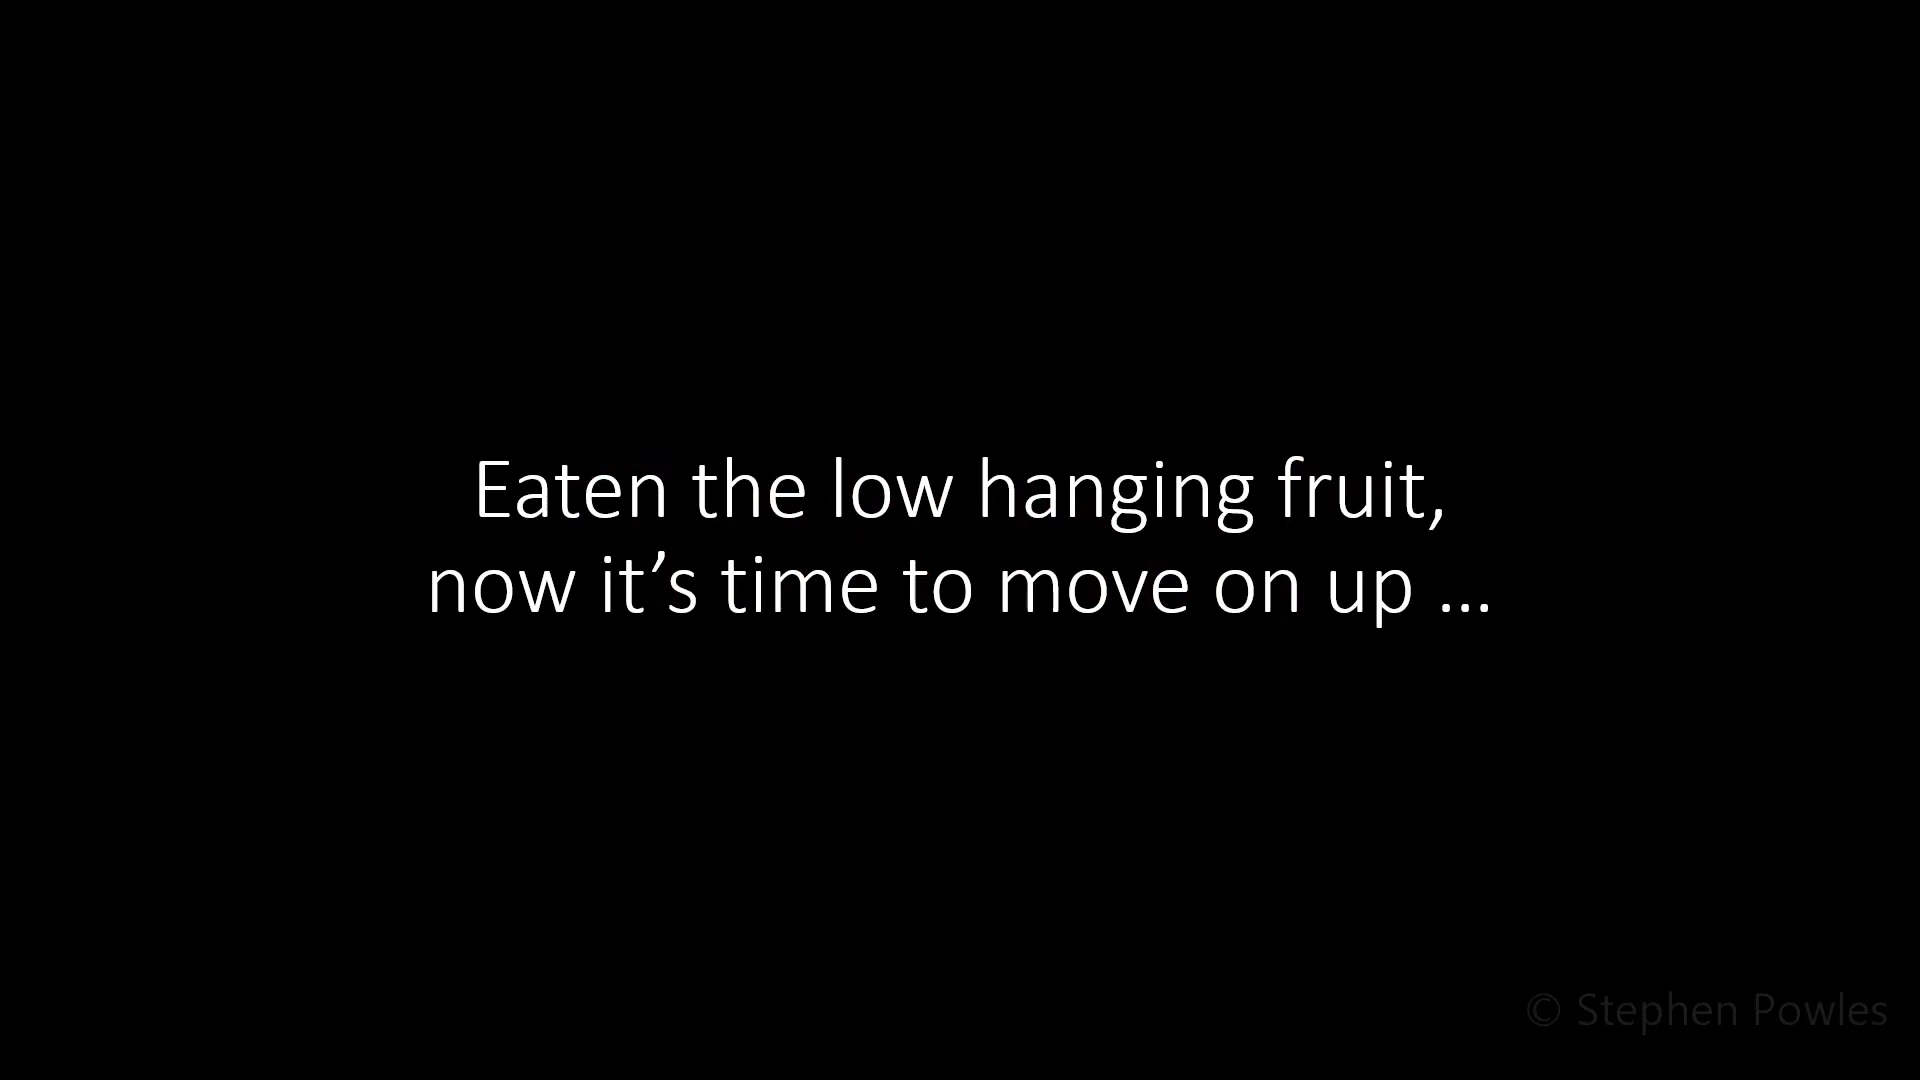 Eaten the low hanging fruit,
now it’s time to move on up ...
© Stephen Powles